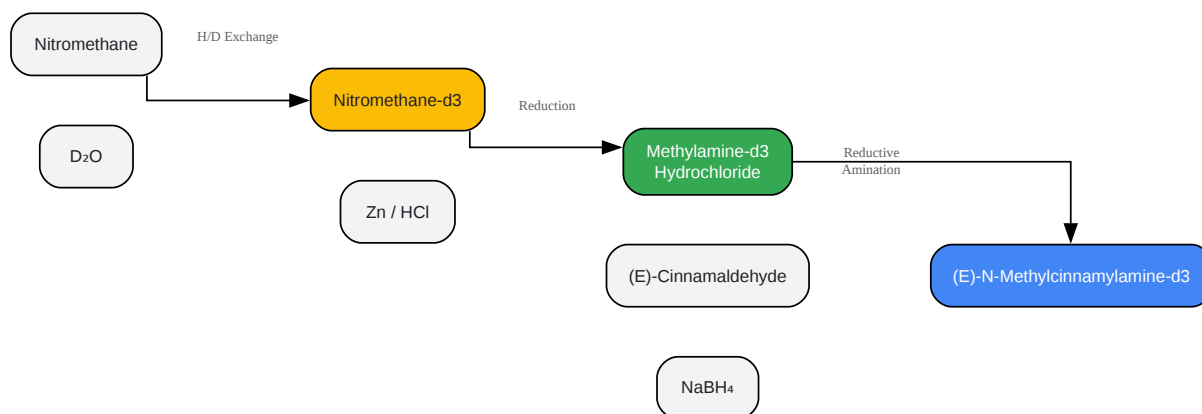 Nitromethane
H/D Exchange
Nitromethane-d3
Reduction
D₂O
Methylamine-d3
Hydrochloride
Reductive
Amination
Zn / HCl
(E)-Cinnamaldehyde
(E)-N-Methylcinnamylamine-d3
NaBH₄